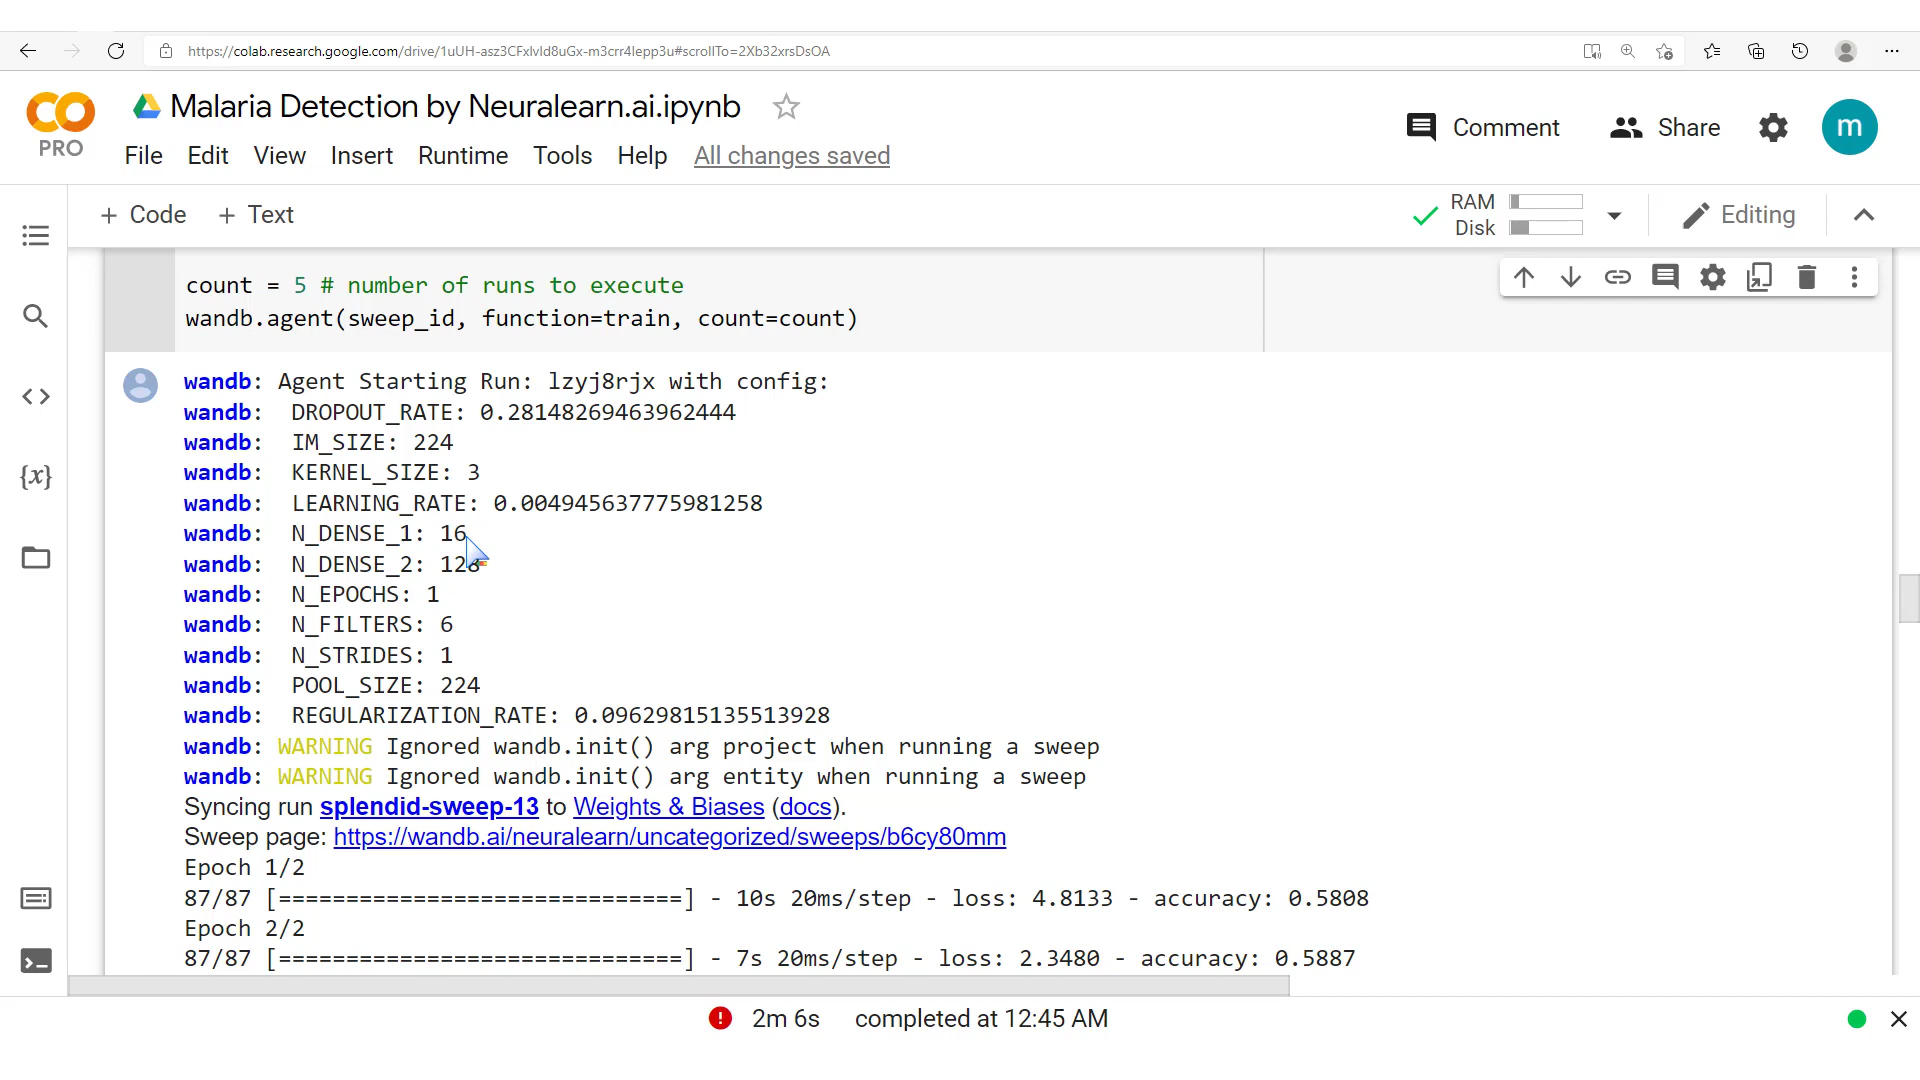 https://colab.research.google.com/drive/1uUH-asz3CFxIvId8uGx-m3crr4Iepp3u#scrollTo=2Xb32xrsDsOA
CO
PRO
Malaria Detection by Neuralearn.ai.ipynb
Comment
Share
m
File Edit View Insert Runtime Tools Help All changes saved
+ Code + Text
RAM
Disk
Editing
count = 5 # number of runs to execute
wandb.agent(sweep_id, function=train, count=count)
{x}
wandb: Agent Starting Run: lzyj8rjx with config:
wandb: DROPOUT_RATE: 0.28148269463962444
wandb: IM_SIZE: 224
wandb: KERNEL_SIZE: 3
wandb: LEARNING_RATE: 0.004945637775981258
wandb: N_DENSE_1: 16
wandb: N_DENSE_2: 128
wandb: N_EPOCHS: 1
wandb: N_FILTERS: 6
wandb: N_STRIDES: 1
wandb: POOL_SIZE: 224
wandb: REGULARIZATION_RATE: 0.09629815135513928
wandb: WARNING Ignored wandb.init() arg project when running a sweep
wandb: WARNING Ignored wandb.init() arg entity when running a sweep
Syncing run splendid-sweep-13 to Weights & Biases (docs).
Sweep page: https://wandb.ai/neuralearn/uncategorized/sweeps/b6cy80mm
Epoch 1/2
87/87 [==============================] - 10s 20ms/step - loss: 4.8133 - accuracy: 0.5808
Epoch 2/2
87/87 [==============================] - 7s 20ms/step - loss: 2.3480 - accuracy: 0.5887
2m 6s completed at 12:45 AM